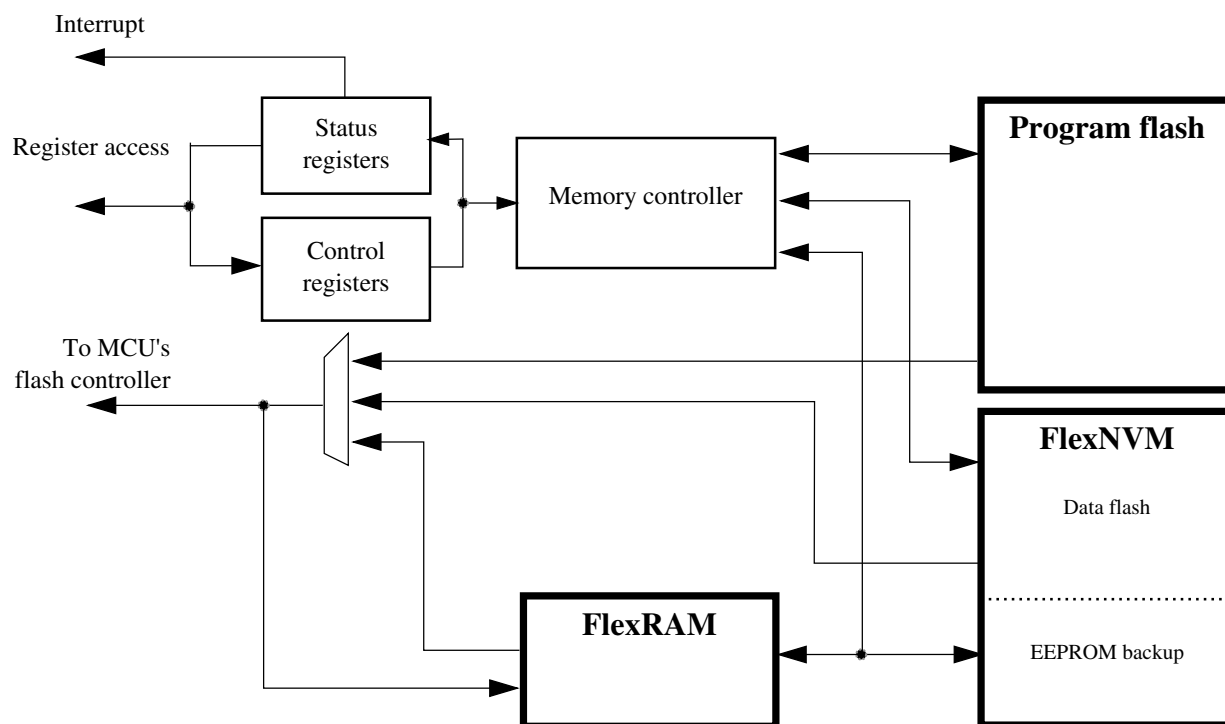 Interrupt
Register access
Status
registers
Control
registers
Memory controller
Program flash
To MCU's
flash controller
FlexNVM
Data flash
EEPROM backup
FlexRAM